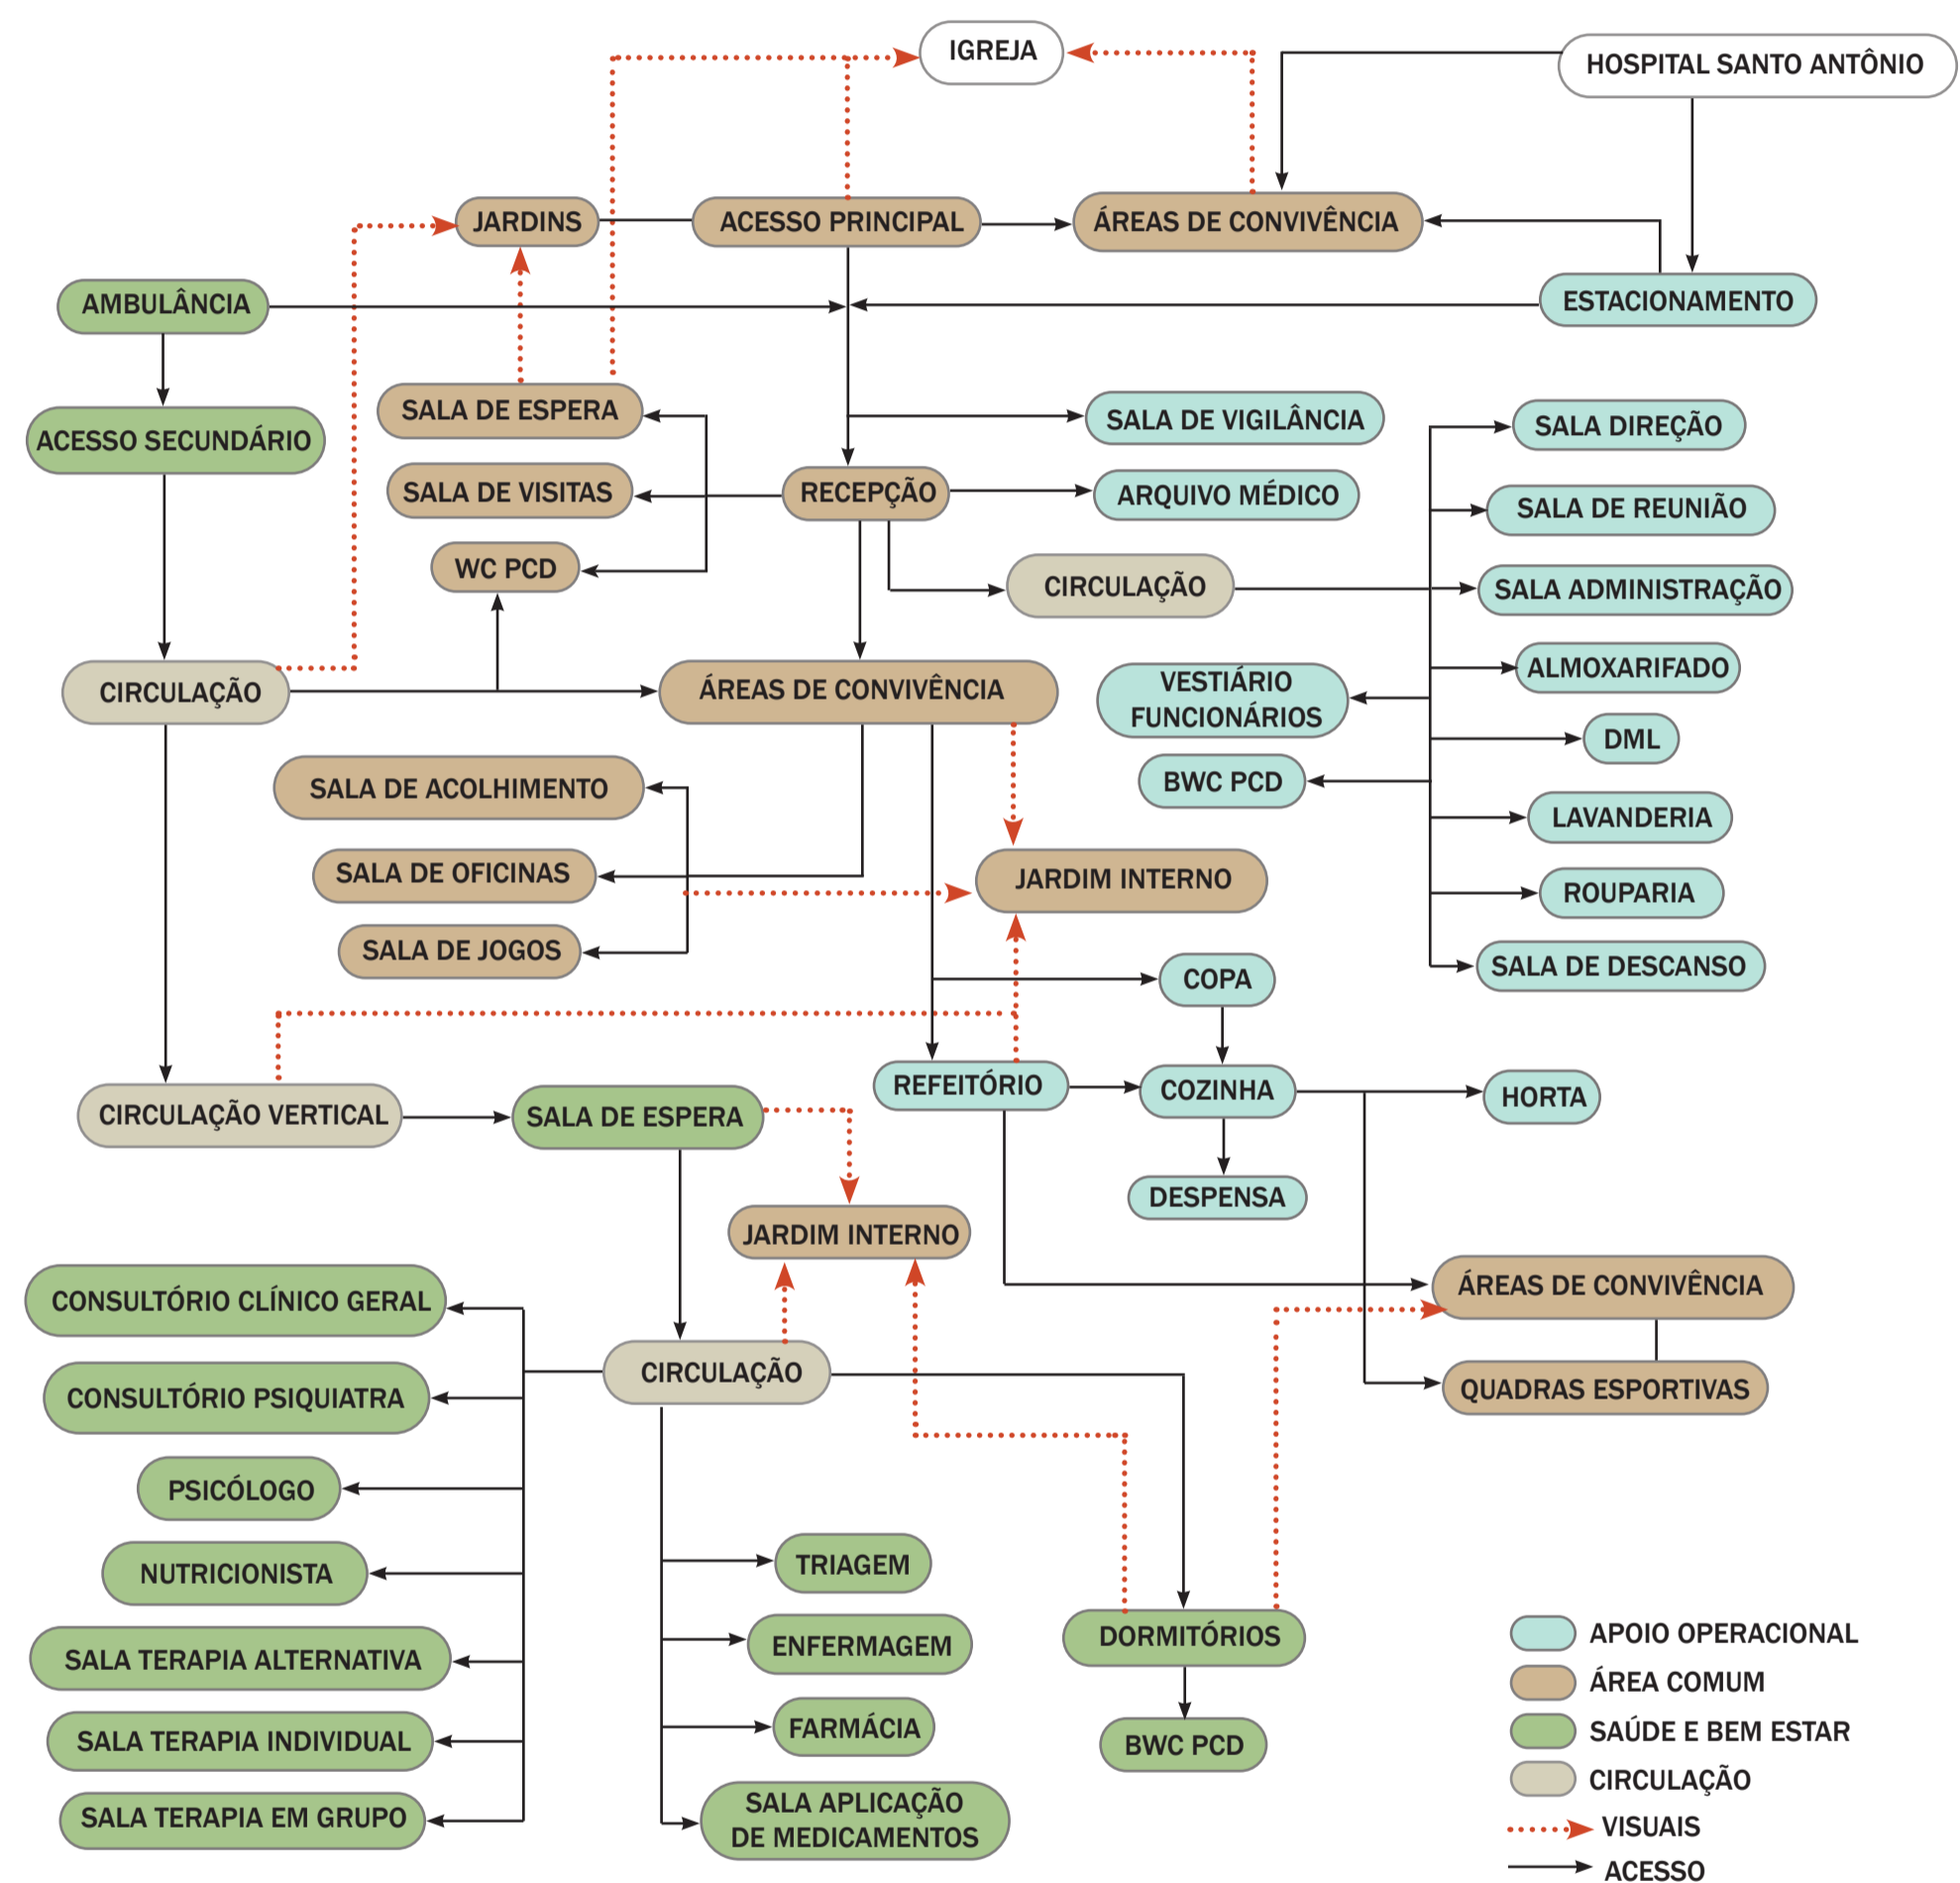 IGREJA
HOSPITAL SANTO ANTÔNIO
JARDINS
ACESSO PRINCIPAL
ÁREAS DE CONVIVÊNCIA
AMBULÂNCIA
ESTACIONAMENTO
SALA DE ESPERA
SALA DE VIGILÂNCIA
SALA DIREÇÃO
ACESSO SECUNDÁRIO
SALA DE VISITAS
RECEPÇÃO
ARQUIVO MÉDICO
SALA DE REUNIÃO
WC PCD
CIRCULAÇÃO
SALA ADMINISTRAÇÃO
CIRCULAÇÃO
ÁREAS DE CONVIVÊNCIA
VESTIÁRIO
FUNCIONÁRIOS
ALMOXARIFADO
DML
SALA DE ACOLHIMENTO
BWC PCD
LAVANDERIA
SALA DE OFICINAS
JARDIM INTERNO
ROUPARIA
SALA DE JOGOS
COPA
SALA DE DESCANSO
CIRCULAÇÃO VERTICAL
SALA DE ESPERA
REFEITÓRIO
COZINHA
HORTA
DESPENSA
JARDIM INTERNO
CONSULTÓRIO CLÍNICO GERAL
ÁREAS DE CONVIVÊNCIA
CONSULTÓRIO PSIQUIATRA
CIRCULAÇÃO
QUADRAS ESPORTIVAS
PSICÓLOGO
NUTRICIONISTA
TRIAGEM
SALA TERAPIA ALTERNATIVA
ENFERMAGEM
DORMITÓRIOS
SALA TERAPIA INDIVIDUAL
FARMÁCIA
BWC PCD
SALA TERAPIA EM GRUPO
SALA APLICAÇÃO
DE MEDICAMENTOS
APOIO OPERACIONAL
ÁREA COMUM
SAÚDE E BEM ESTAR
CIRCULAÇÃO
VISUAIS
ACESSO